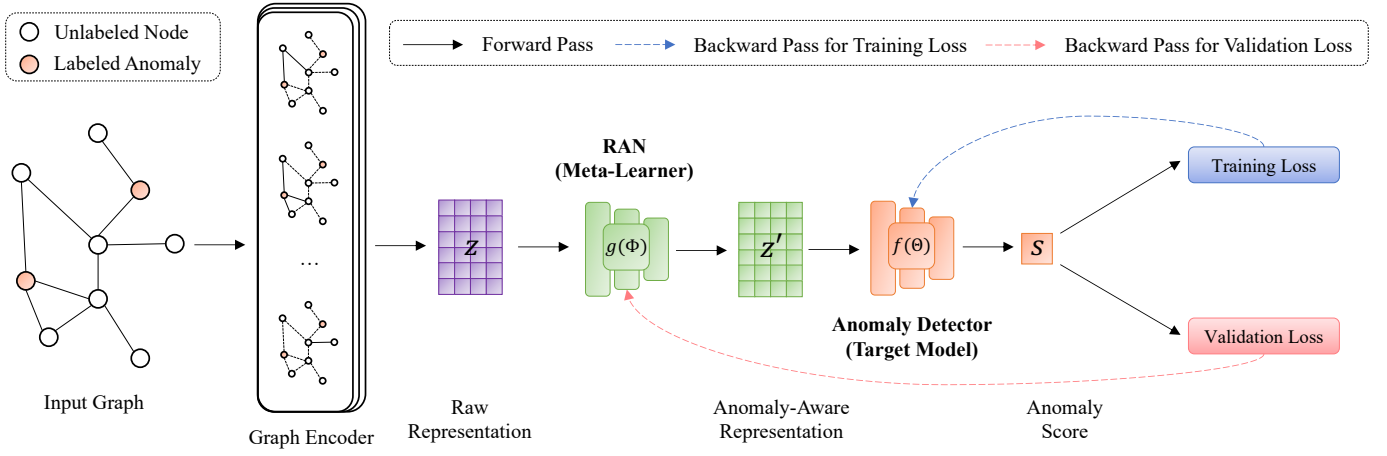 Unlabeled Node
Labeled Anomaly
Forward Pass
Backward Pass for Training Loss
Backward Pass for Validation Loss
RAN
(Meta-Learner)
Training Loss
Z
g(Φ)
Z′
f(Θ)
S
...
Anomaly Detector
(Target Model)
Validation Loss
Input Graph
Graph Encoder
Raw
Representation
Anomaly-Aware
Representation
Anomaly
Score